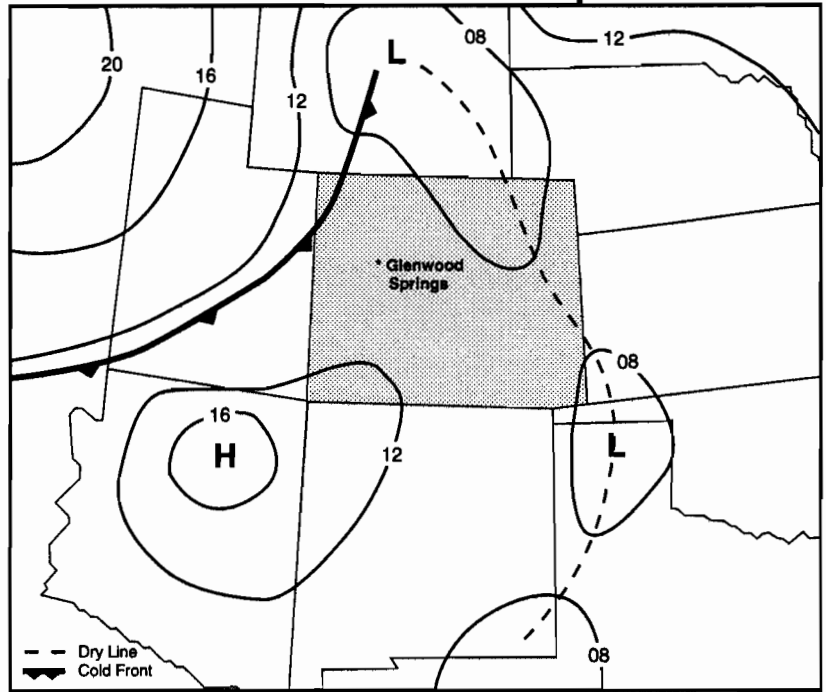 L
08
12
20
16
12
* Glenwood
Springs
08
16
H
12
L
08
Dry Line
Cold Front